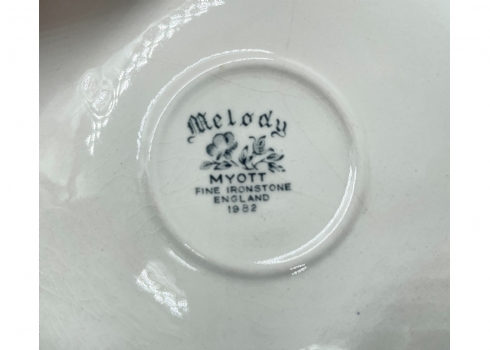 Melody
MYOTT
FINE IRONSTONE
ENGLAND
1982